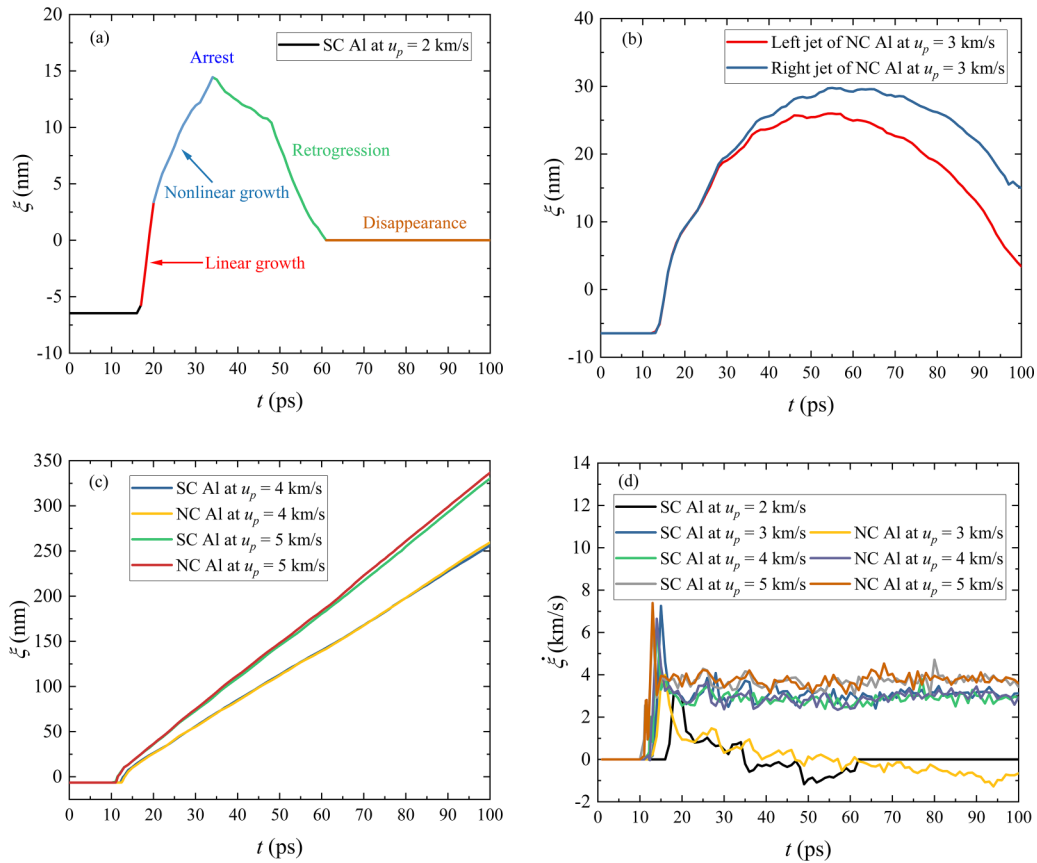 (a)
SC Al at u_p = 2 km/s
Arrest
Retrogression
Nonlinear growth
Disappearance
Linear growth
20
15
10
5
0
-5
-10
ξ (nm)
0 10 20 30 40 50 60 70 80 90 100
t (ps)
(b)
Left jet of NC Al at u_p = 3 km/s
Right jet of NC Al at u_p = 3 km/s
40
30
20
10
0
-10
ξ (nm)
0 10 20 30 40 50 60 70 80 90 100
t (ps)
(c)
SC Al at u_p = 4 km/s
NC Al at u_p = 4 km/s
SC Al at u_p = 5 km/s
NC Al at u_p = 5 km/s
350
300
250
200
150
100
50
0
ξ (nm)
0 10 20 30 40 50 60 70 80 90 100
t (ps)
(d)
SC Al at u_p = 2 km/s
SC Al at u_p = 3 km/s NC Al at u_p = 3 km/s
SC Al at u_p = 4 km/s NC Al at u_p = 4 km/s
SC Al at u_p = 5 km/s NC Al at u_p = 5 km/s
14
12
10
8
6
4
2
0
-2
ξ̇ (km/s)
0 10 20 30 40 50 60 70 80 90 100
t (ps)